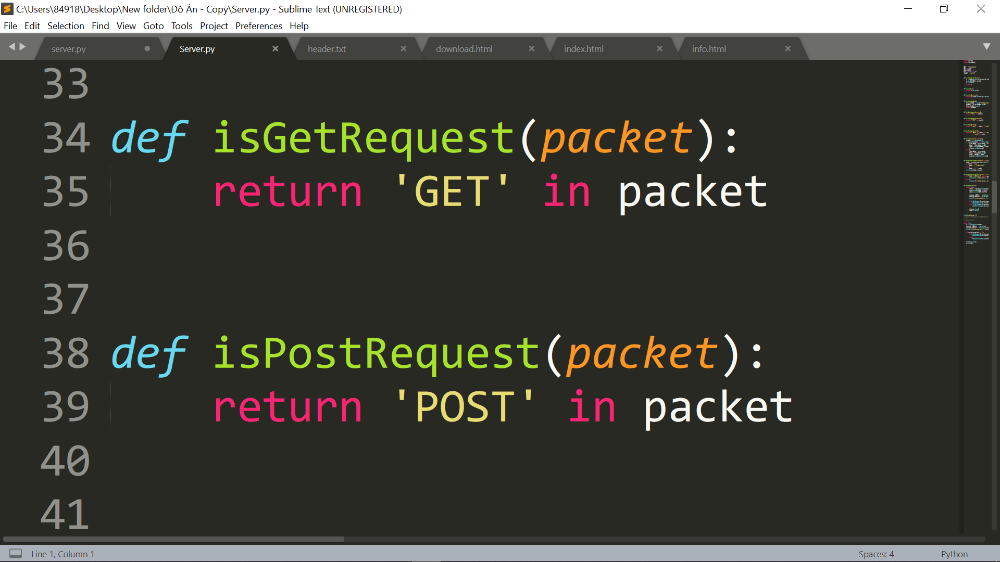 C:\Users\84918\Desktop\New folder\Đồ Án - Copy\Server.py - Sublime Text (UNREGISTERED)
File Edit Selection Find View Goto Tools Project Preferences Help
server.py Server.py header.txt download.html index.html info.html
33
34 def isGetRequest(packet):
35 return 'GET' in packet
36
37
38 def isPostRequest(packet):
39 return 'POST' in packet
40
41
Line 1, Column 1 Spaces: 4 Python